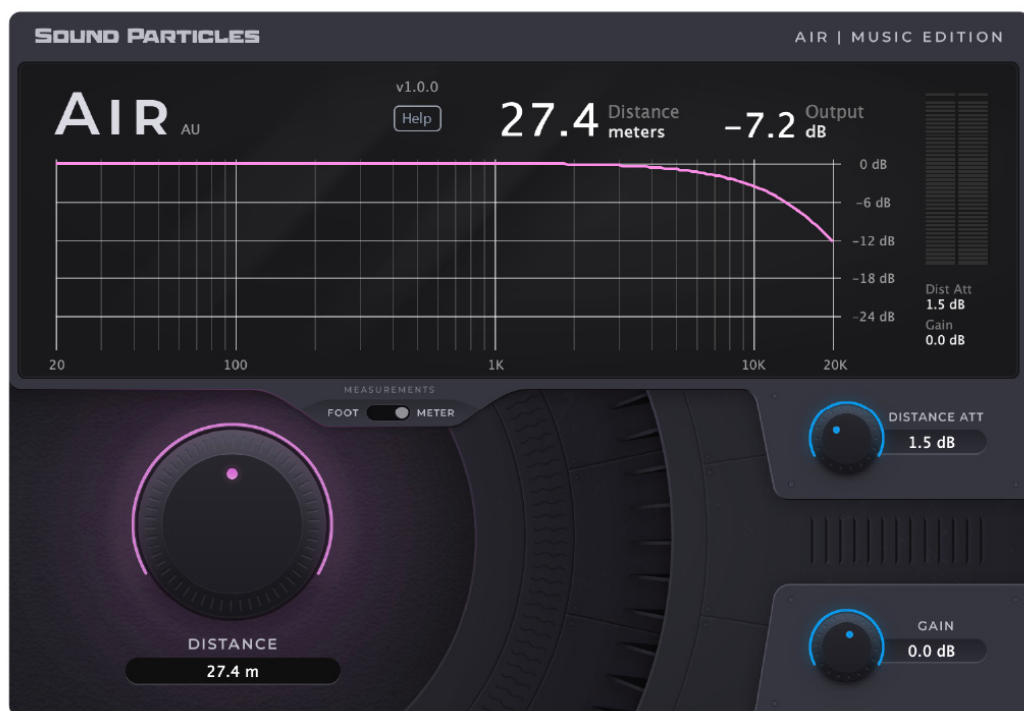 SOUND PARTICLES
AIR | MUSIC EDITION
AIR AU
v1.0.0
Help
27.4 Distance meters
-7.2 Output dB
0 dB
-6 dB
-12 dB
-18 dB
-24 dB
20 100 1K 10K 20K
Dist Att
1.5 dB
Gain
0.0 dB
MEASUREMENTS
FOOT METER
DISTANCE ATT
1.5 dB
DISTANCE
27.4 m
GAIN
0.0 dB